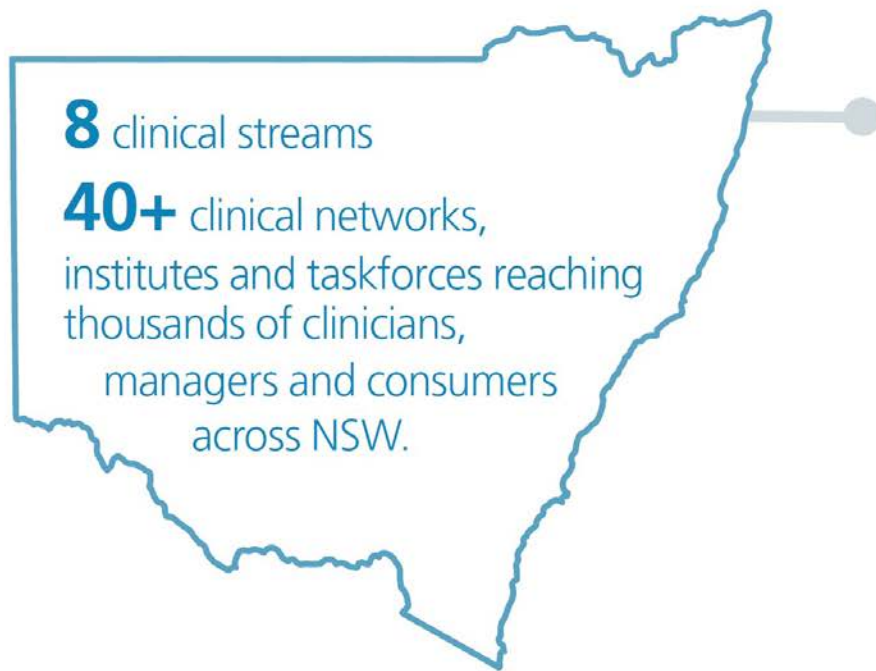 8 clinical streams
40+ clinical networks,
institutes and taskforces reaching
thousands of clinicians,
managers and consumers
across NSW.